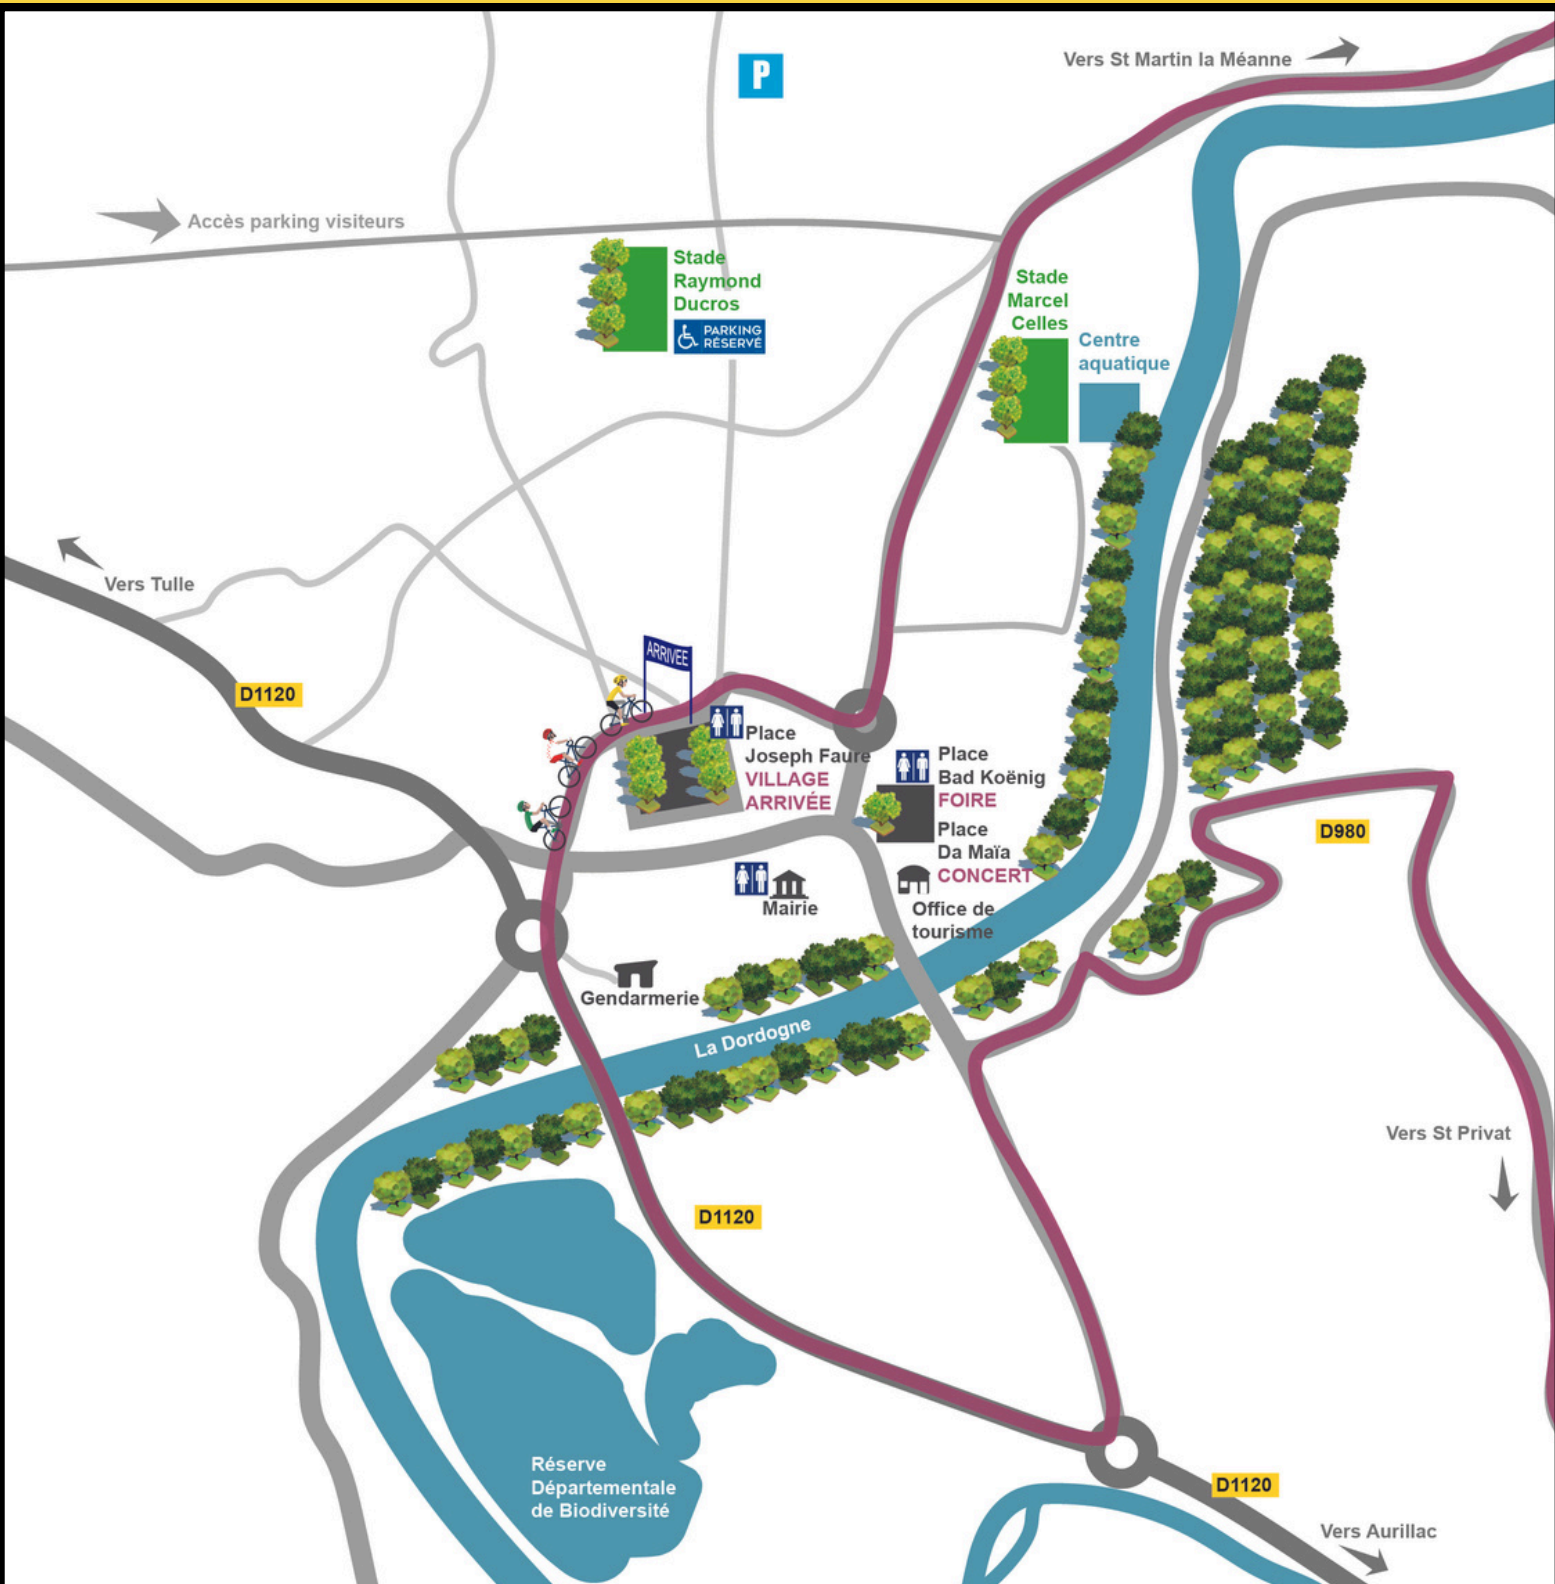 P
Vers St Martin la Méanne
Accès parking visiteurs
Stade
Raymond
Ducros
PARKING
RÉSERVÉ
Stade
Marcel
Celles
Centre
aquatique
Vers Tulle
D1120
ARRIVEE
Place
Joseph Faure
VILLAGE
ARRIVÉE
Place
Bad Koënig
FOIRE
Place
Da Maïa
CONCERT
D980
Mairie
Office de
tourisme
Gendarmerie
La Dordogne
Vers St Privat
D1120
Réserve
Départementale
de Biodiversité
D1120
Vers Aurillac